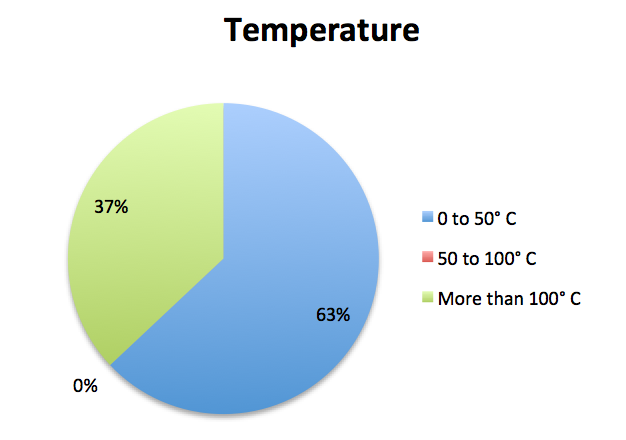 Temperature
37%
0 to 50° C
50 to 100° C
More than 100° C
63%
0%